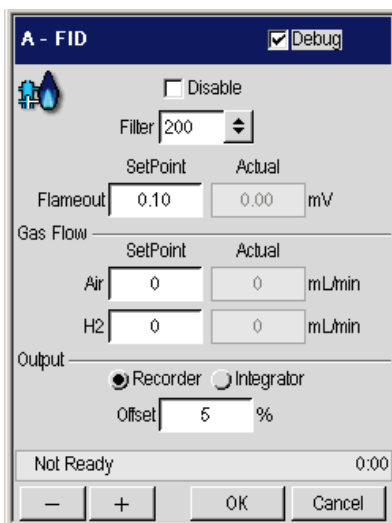 A - FID Debug
Disable
Filter 200
SetPoint Actual
Flameout 0.10 0.00 mV
Gas Flow
SetPoint Actual
Air 0 0 mL/min
H2 0 0 mL/min
Output
Recorder Integrator
Offset 5 %
Not Ready 0:00
− + OK Cancel